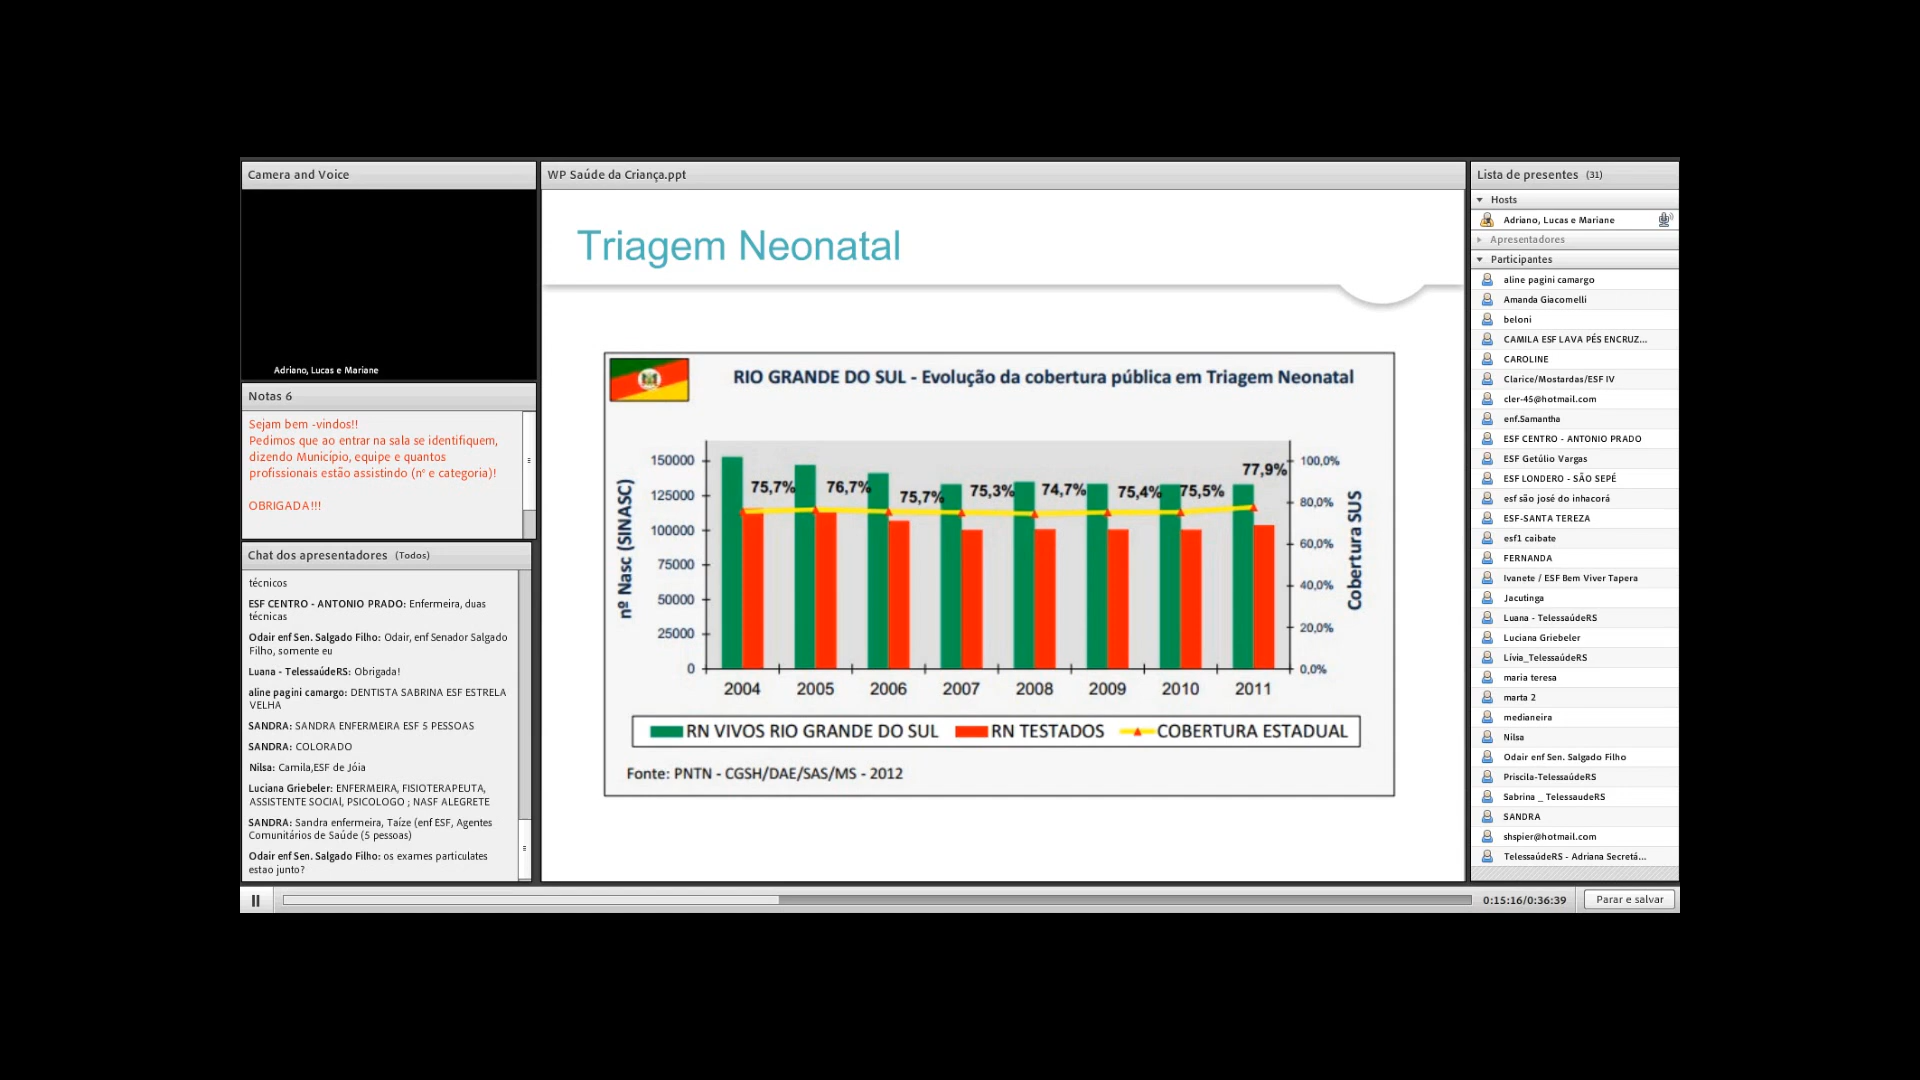 Camera and Voice
Adriano, Lucas e Mariane
Notas 6
Sejam bem -vindos!!
Pedimos que ao entrar na sala se identifiquem,
dizendo Município, equipe e quantos
profissionais estão assistindo (nº e categoria)!
OBRIGADA!!!
Chat dos apresentadores (Todos)
técnicos
ESF CENTRO - ANTONIO PRADO: Enfermeira, duas
técnicas
Odair enf Sen. Salgado Filho: Odair, enf Senador Salgado
Filho, somente eu
Luana - TelessaúdeRS: Obrigada!
aline pagini camargo: DENTISTA SABRINA ESF ESTRELA
VELHA
SANDRA: SANDRA ENFERMEIRA ESF 5 PESSOAS
SANDRA: COLORADO
Nilsa: Camila,ESF de Jóia
Luciana Griebeler: ENFERMEIRA, FISIOTERAPEUTA,
ASSISTENTE SOCIAl, PSICOLOGO ; NASF ALEGRETE
SANDRA: Sandra enfermeira, Taíze (enf ESF, Agentes
Comunitários de Saúde (5 pessoas)
Odair enf Sen. Salgado Filho: os exames particulates
estao junto?
WP Saúde da Criança.ppt
Triagem Neonatal
RIO GRANDE DO SUL - Evolução da cobertura pública em Triagem Neonatal
nº Nasc (SINASC)
150000
125000
100000
75000
50000
25000
0
75,7% 76,7% 75,7% 75,3% 74,7% 75,4% 75,5% 77,9%
100,0%
80,0%
60,0%
40,0%
20,0%
0,0%
Cobertura SUS
2004 2005 2006 2007 2008 2009 2010 2011
RN VIVOS RIO GRANDE DO SUL RN TESTADOS COBERTURA ESTADUAL
Fonte: PNTN - CGSH/DAE/SAS/MS - 2012
Lista de presentes (31)
Hosts
Adriano, Lucas e Mariane
Apresentadores
Participantes
aline pagini camargo
Amanda Giacomelli
beloni
CAMILA ESF LAVA PÉS ENCRUZ...
CAROLINE
Clarice/Mostardas/ESF IV
cler-45@hotmail.com
enf.Samantha
ESF CENTRO - ANTONIO PRADO
ESF Getúlio Vargas
ESF LONDERO - SÃO SEPÉ
esf são josé do inhacorá
ESF-SANTA TEREZA
esf1 caibate
FERNANDA
Ivanete / ESF Bem Viver Tapera
Jacutinga
Luana - TelessaúdeRS
Luciana Griebeler
Lívia_TelessaúdeRS
maria teresa
marta 2
medianeira
Nilsa
Odair enf Sen. Salgado Filho
Priscila-TelessaúdeRS
Sabrina _ TelessaudeRS
SANDRA
shspier@hotmail.com
TelessaúdeRS - Adriana Secretá...
0:15:16/0:36:39
Parar e salvar